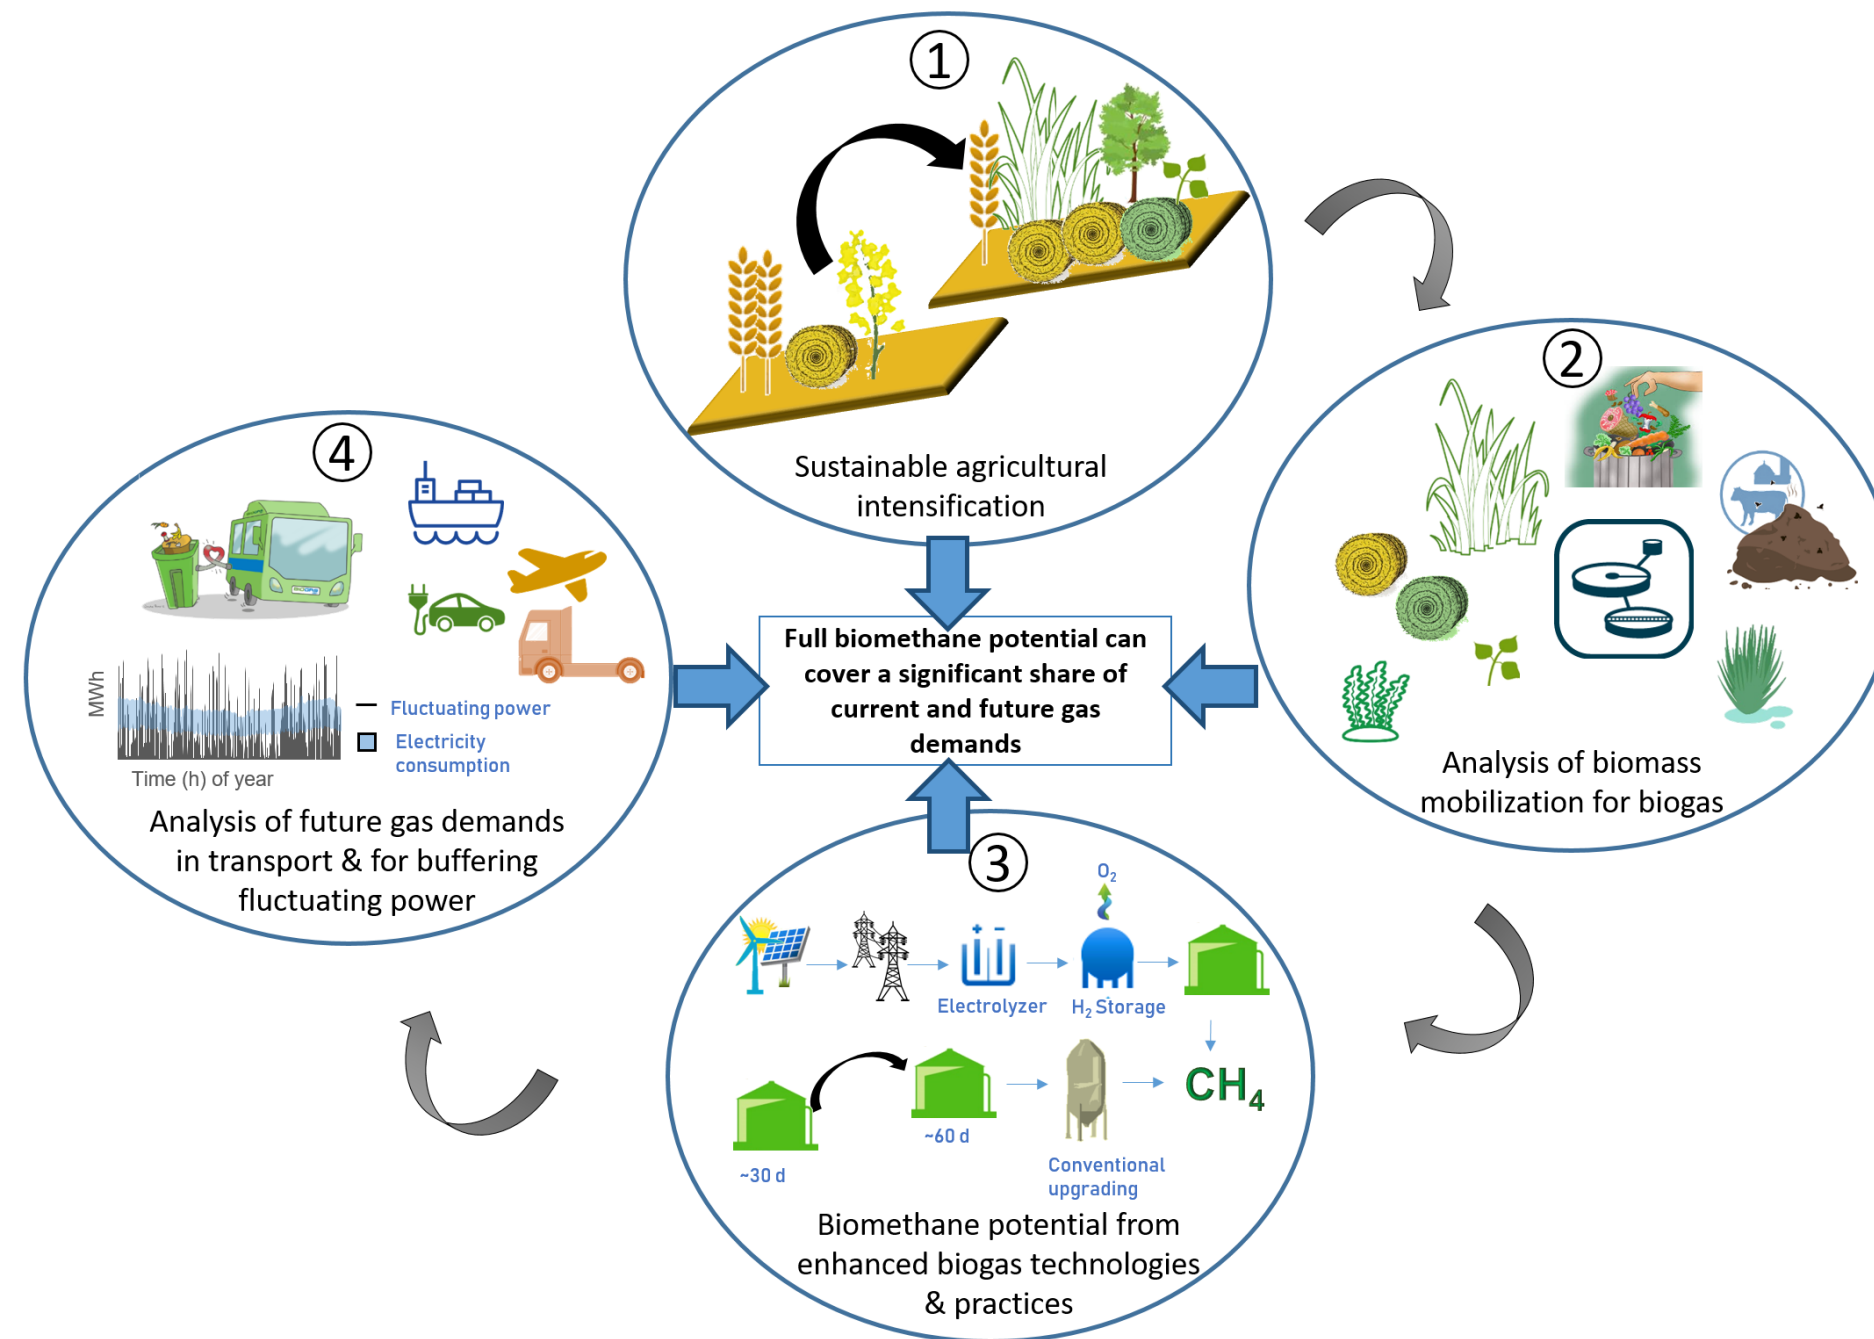 1
Sustainable agricultural
intensification
2
Analysis of biomass
mobilization for biogas
3
O2
Electrolyzer
H2 Storage
CH4
~30 d
~60 d
Conventional
upgrading
Biomethane potential from
enhanced biogas technologies
& practices
4
MWh
Fluctuating power
Electricity
consumption
Time (h) of year
Analysis of future gas demands
in transport & for buffering
fluctuating power
Full biomethane potential can
cover a significant share of
current and future gas
demands